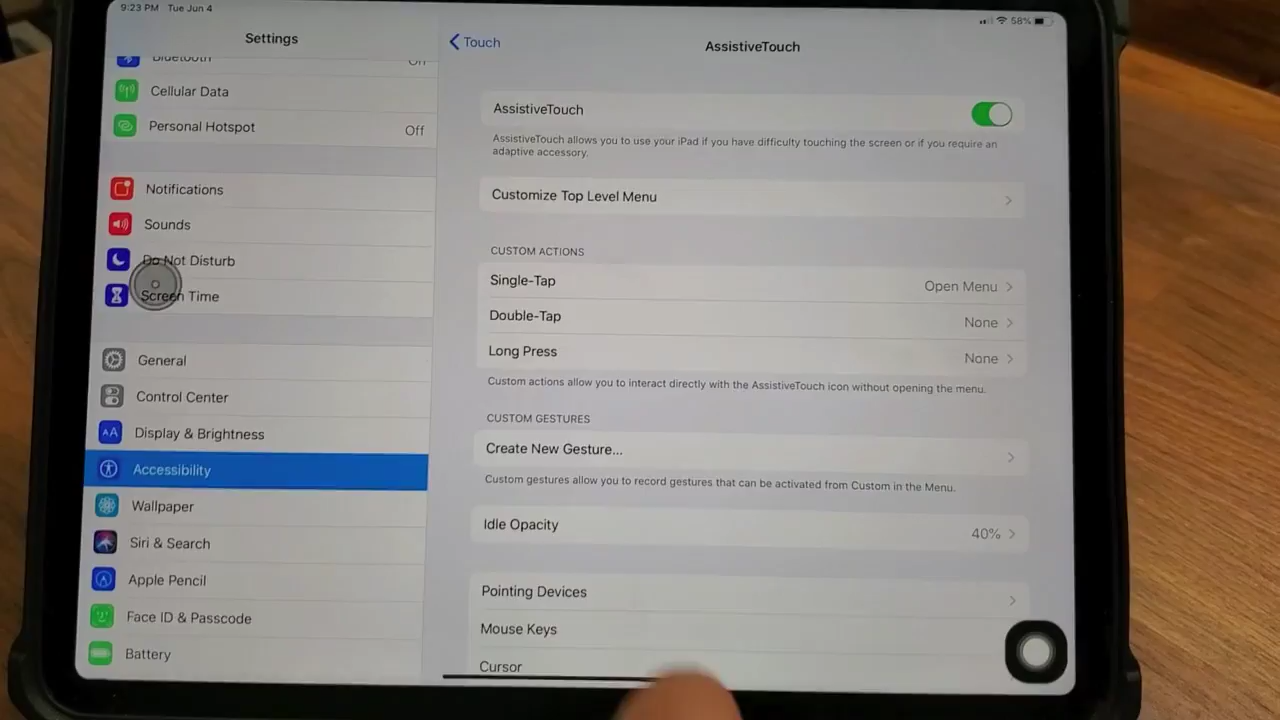 9:23 PM Tue Jun 4
58%
Settings
Bluetooth
Cellular Data
Personal Hotspot Off
Notifications
Sounds
Do Not Disturb
Screen Time
General
Control Center
Display & Brightness
Accessibility
Wallpaper
Siri & Search
Apple Pencil
Face ID & Passcode
Battery
Touch
AssistiveTouch
AssistiveTouch
AssistiveTouch allows you to use your iPad if you have difficulty touching the screen or if you require an
adaptive accessory.
Customize Top Level Menu
CUSTOM ACTIONS
Single-Tap Open Menu
Double-Tap None
Long Press None
Custom actions allow you to interact directly with the AssistiveTouch icon without opening the menu.
CUSTOM GESTURES
Create New Gesture...
Custom gestures allow you to record gestures that can be activated from Custom in the Menu.
Idle Opacity 40%
Pointing Devices
Mouse Keys
Cursor